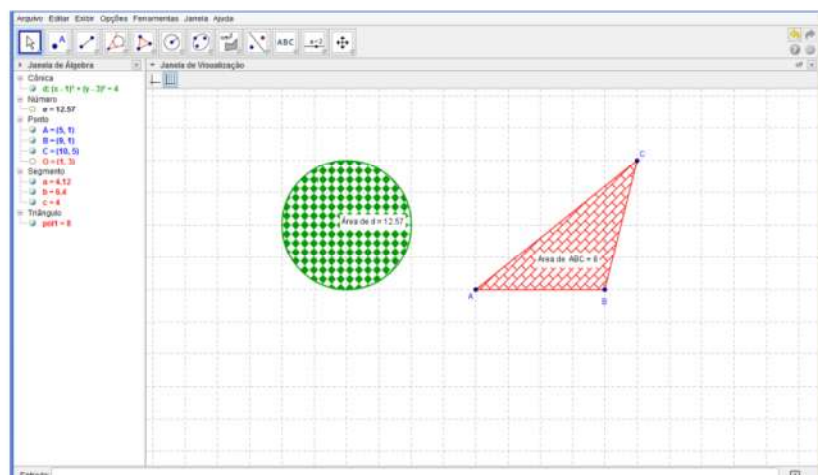 Arquivo Editar Exibir Opções Ferramentas Janela Ajuda
A
ABC
a=2
Janela de Álgebra
Janela de Visualização
Cônica
d: (x - 1)² + (y - 3)² = 4
Número
e = 12.57
Ponto
A = (5, 1)
B = (9, 1)
C = (10, 5)
O = (1, 3)
Segmento
a = 4.12
b = 6.4
c = 4
Triângulo
pol1 = 8
Área de d = 12.57
Área de ABC = 8
A
B
C